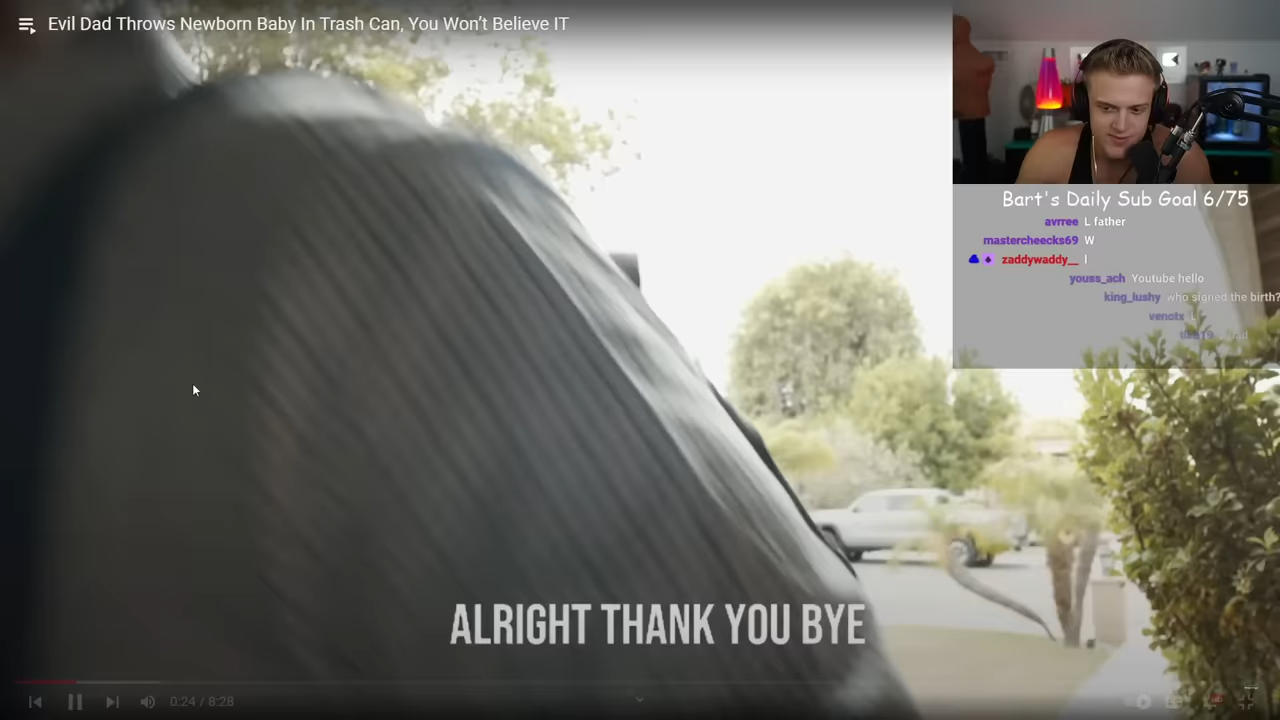 Evil Dad Throws Newborn Baby In Trash Can, You Won't Believe IT
Bart's Daily Sub Goal 6/75
avrree L father
mastercheecks69 W
zaddywaddy__ l
youss_ach Youtube hello
king_lushy who signed the birth?
venotx
ALRIGHT THANK YOU BYE
0:24 / 8:28